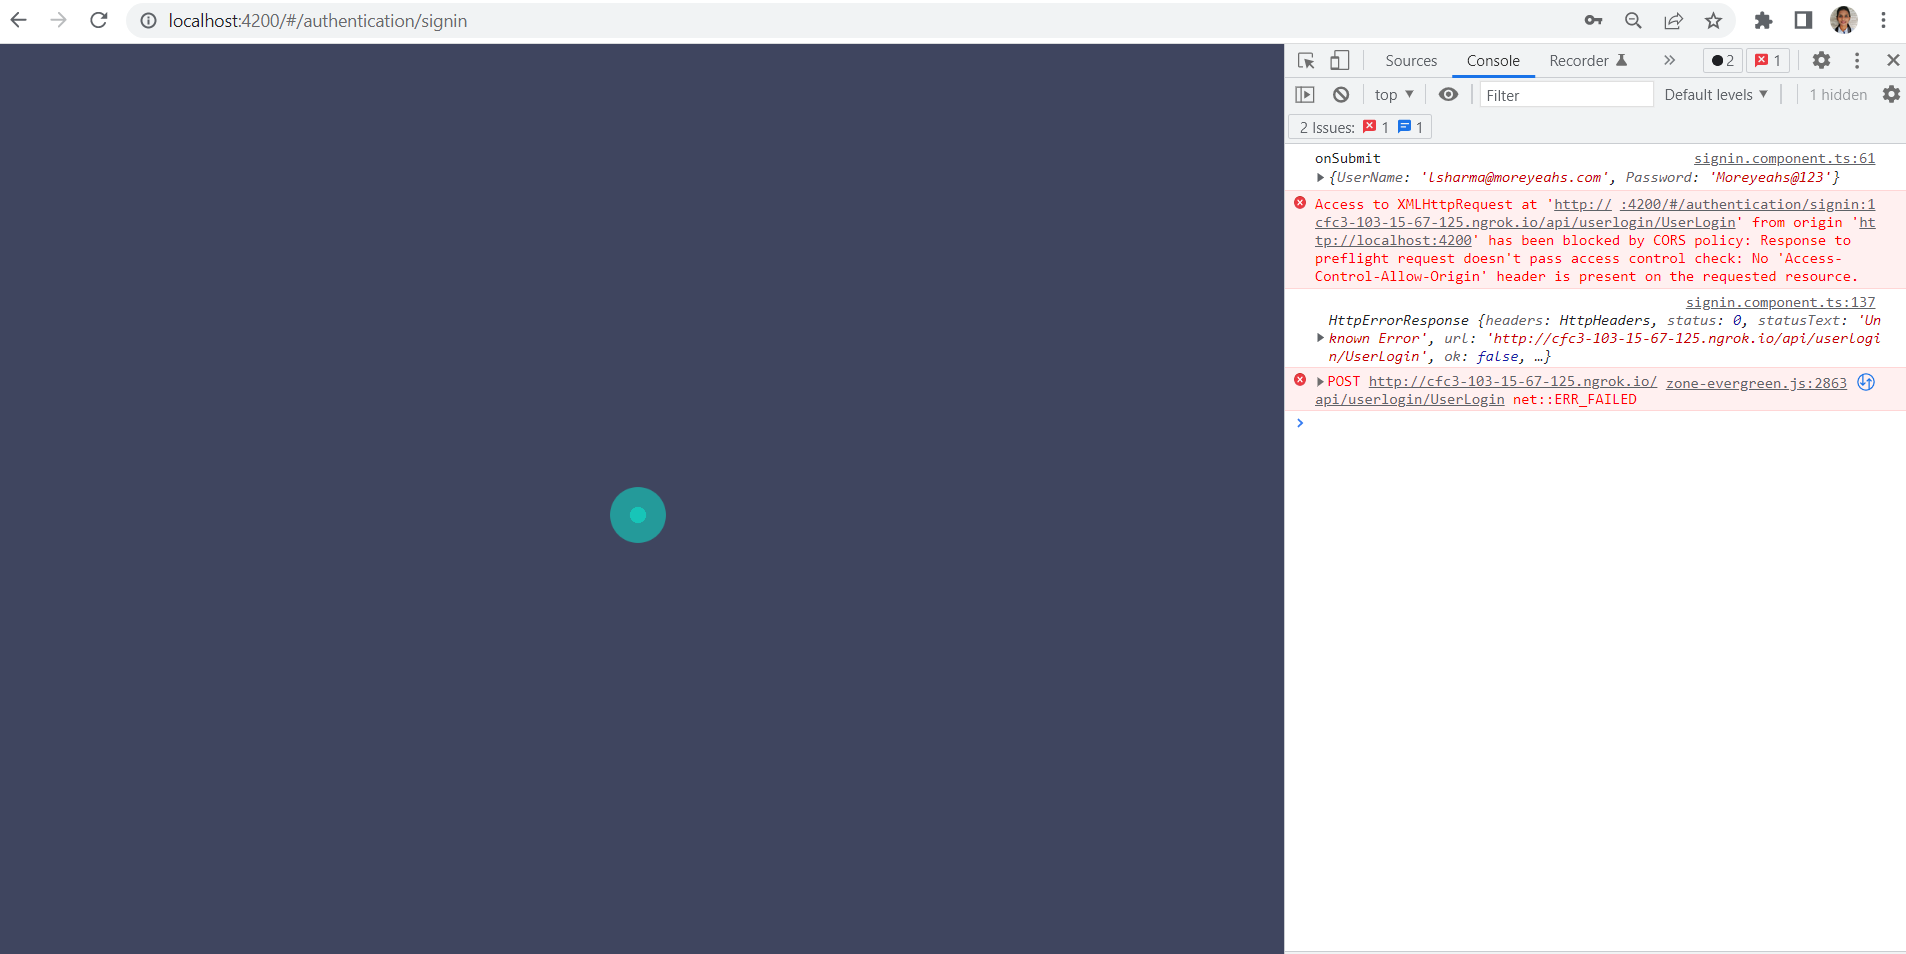 localhost:4200/#/authentication/signin
Sources Console Recorder » 2 1
top Filter Default levels 1 hidden
2 Issues: 1 1
onSubmit signin.component.ts:61
{UserName: 'lsharma@moreyeahs.com', Password: 'Moreyeahs@123'}
Access to XMLHttpRequest at 'http:// :4200/#/authentication/signin:1
cfc3-103-15-67-125.ngrok.io/api/userlogin/UserLogin' from origin 'ht
tp://localhost:4200' has been blocked by CORS policy: Response to
preflight request doesn't pass access control check: No 'Access-
Control-Allow-Origin' header is present on the requested resource.
signin.component.ts:137
HttpErrorResponse {headers: HttpHeaders, status: 0, statusText: 'Un
known Error', url: 'http://cfc3-103-15-67-125.ngrok.io/api/userlogi
n/UserLogin', ok: false, …}
POST http://cfc3-103-15-67-125.ngrok.io/ zone-evergreen.js:2863
api/userlogin/UserLogin net::ERR_FAILED